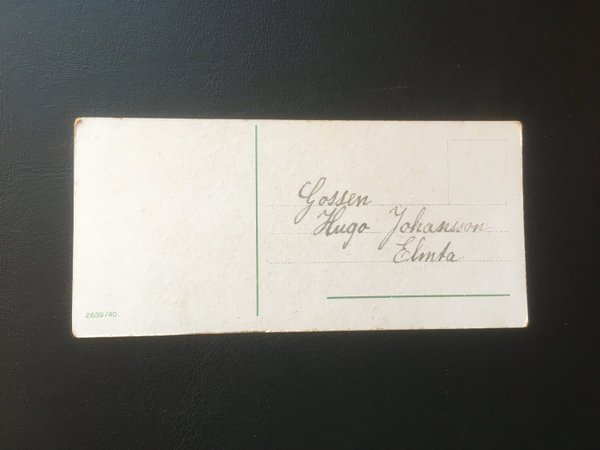 Gossen
Hugo Johansson
Elmta
2639/40.